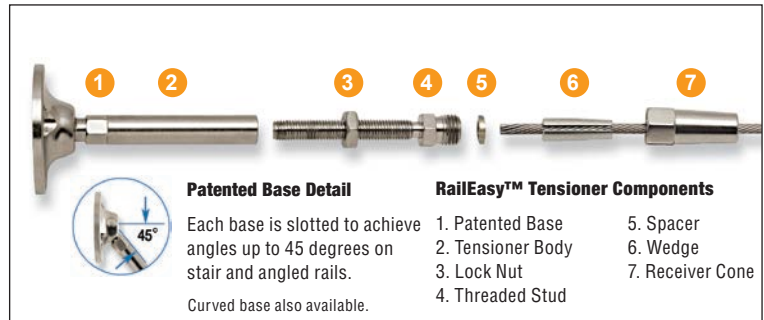 1 2 3 4 5 6 7
45°
Patented Base Detail
Each base is slotted to achieve
angles up to 45 degrees on
stair and angled rails.
Curved base also available.
RailEasy™ Tensioner Components
1. Patented Base
2. Tensioner Body
3. Lock Nut
4. Threaded Stud
5. Spacer
6. Wedge
7. Receiver Cone